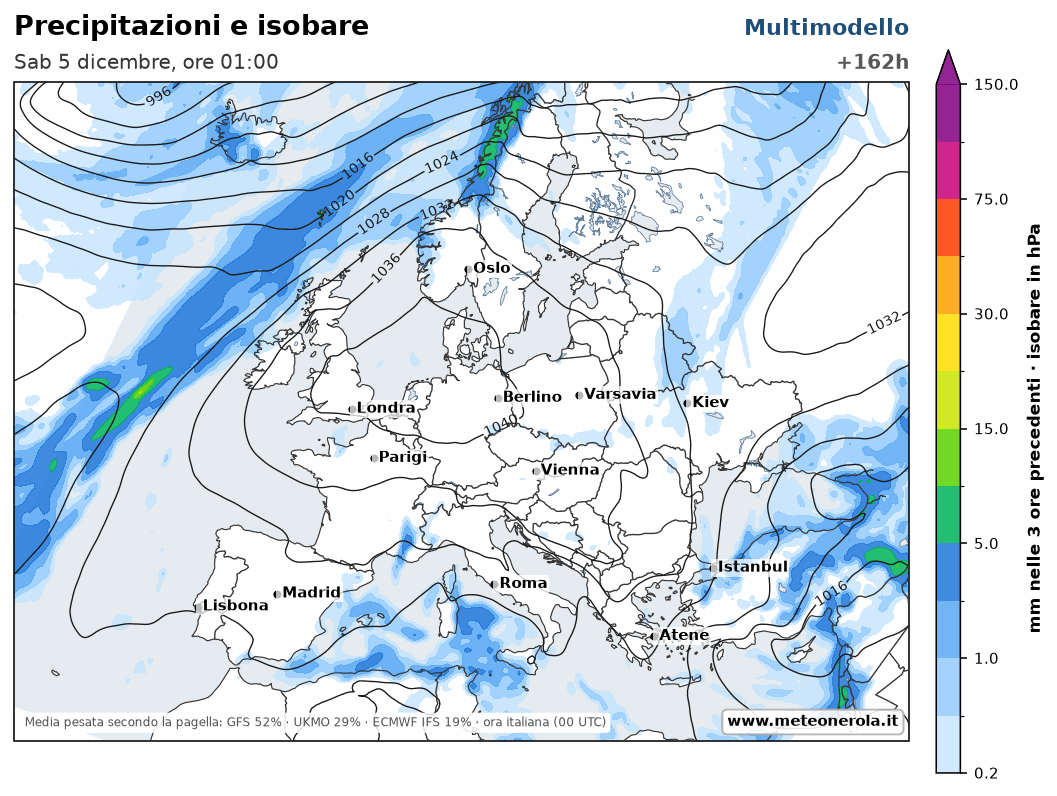 Precipitazioni e isobare
Multimodello
Sab 5 dicembre, ore 01:00
+162h
996
1016
1024
1020
1028
1032
1036
Oslo
1032
Londra
Berlino
Varsavia
Kiev
1040
Parigi
Vienna
Istanbul
Roma
Madrid
Lisbona
1016
Atene
Media pesata secondo la pagella: GFS 52% · UKMO 29% · ECMWF IFS 19% · ora italiana (00 UTC)
www.meteonerola.it
150.0
75.0
30.0
15.0
5.0
1.0
0.2
mm nelle 3 ore precedenti · isobare in hPa